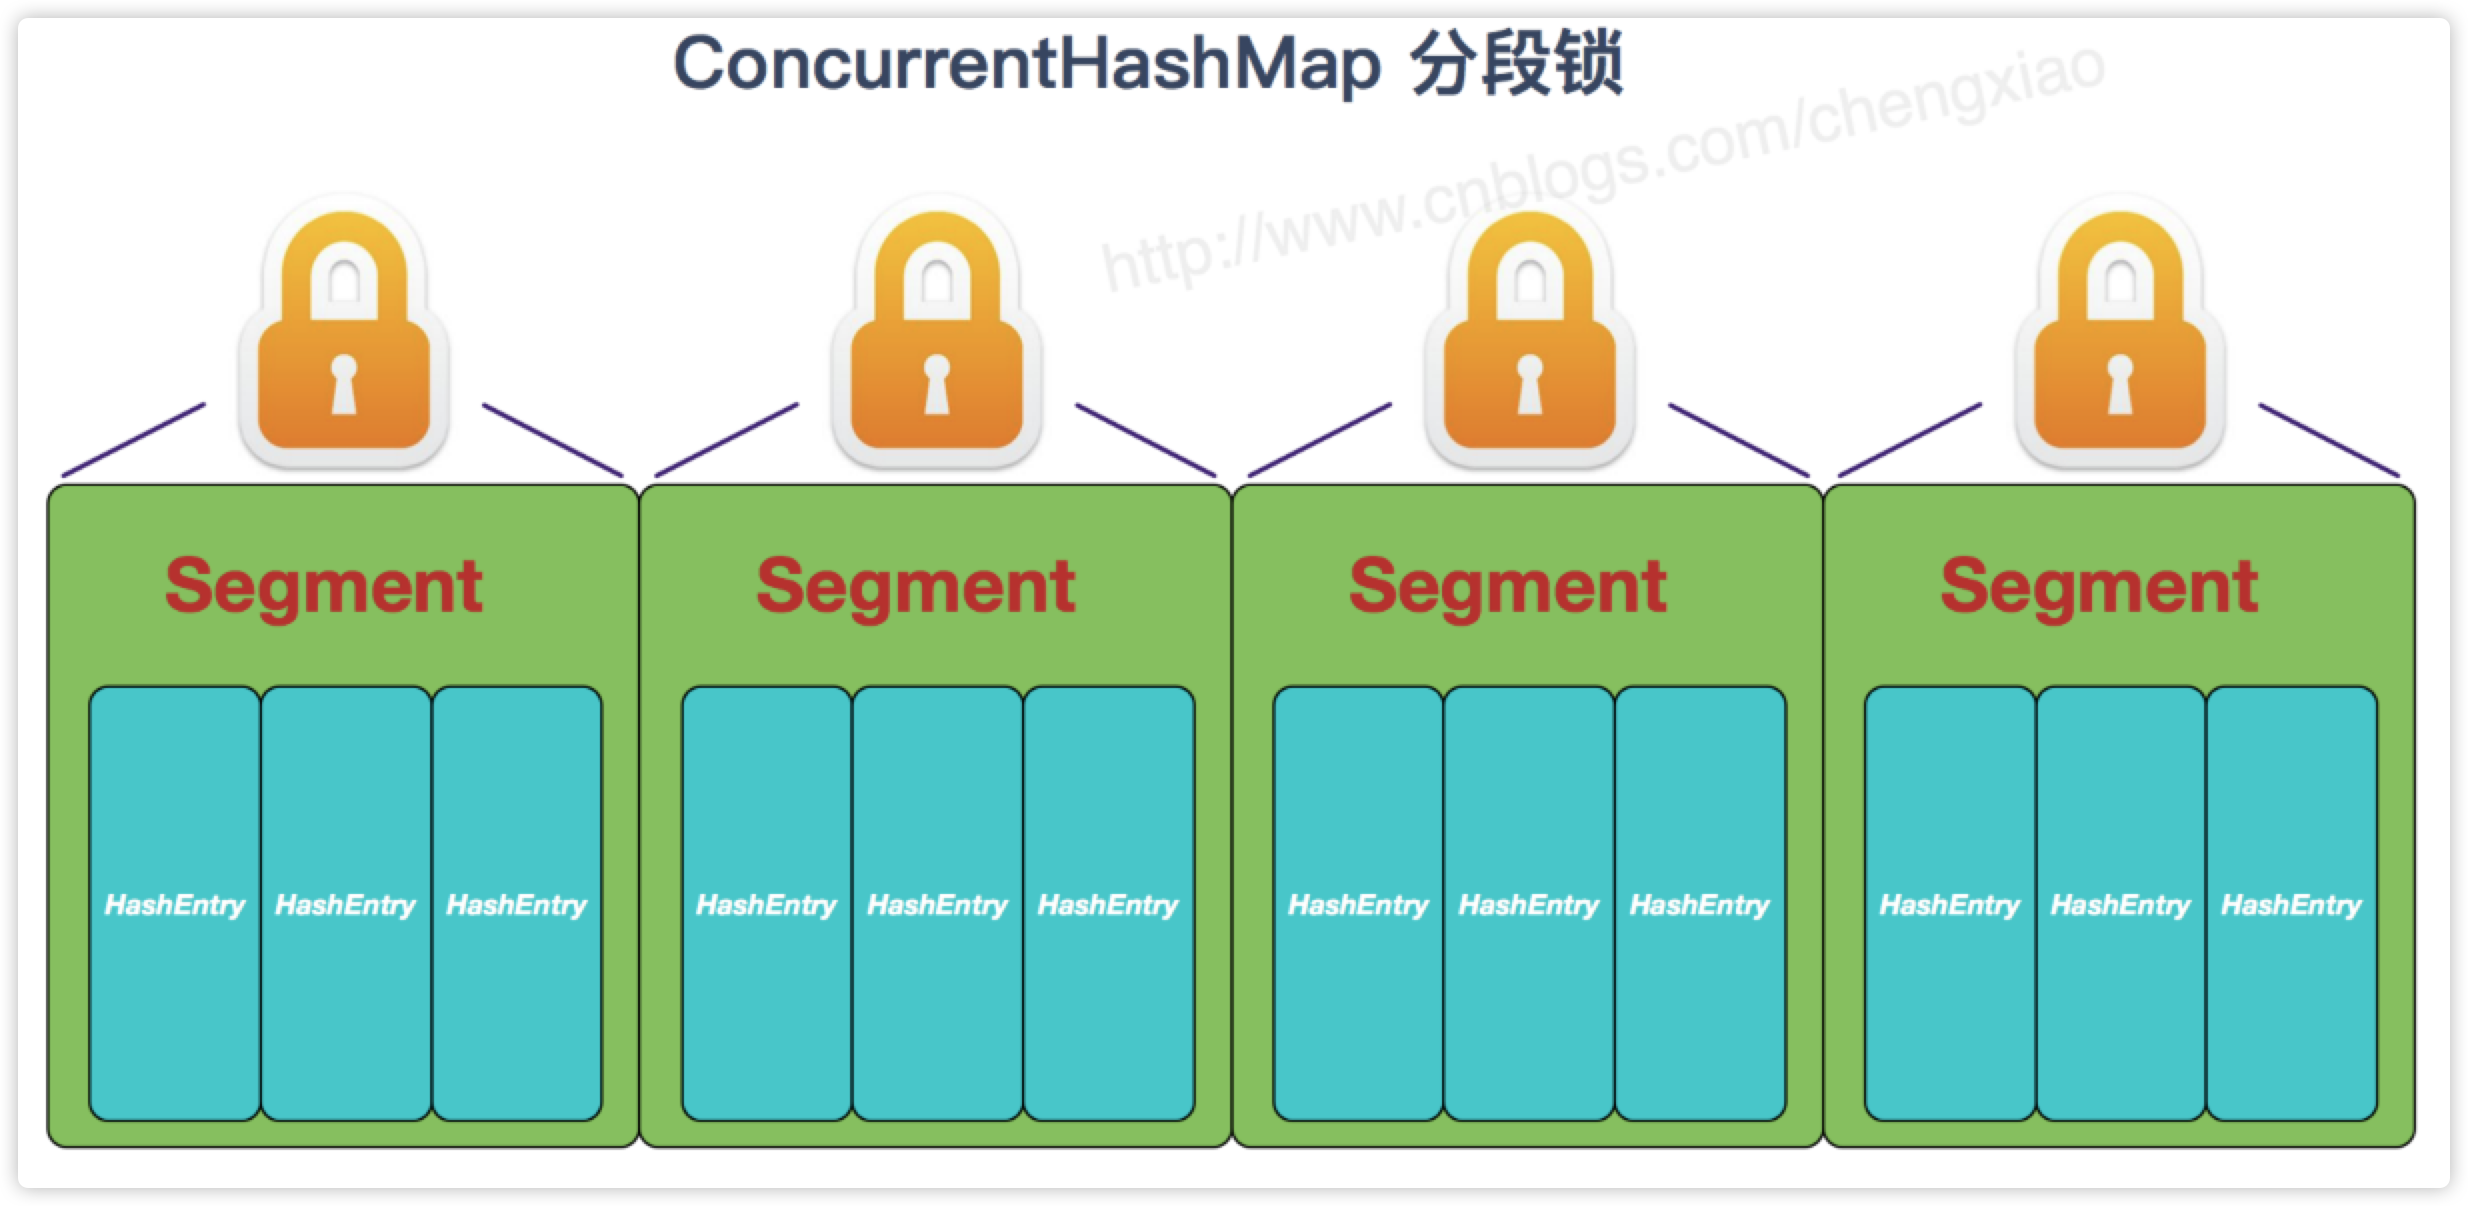 ConcurrentHashMap 分段锁
http://www.cnblogs.com/chengxiao
Segment Segment Segment Segment
HashEntry HashEntry HashEntry HashEntry HashEntry HashEntry HashEntry HashEntry HashEntry HashEntry HashEntry HashEntry